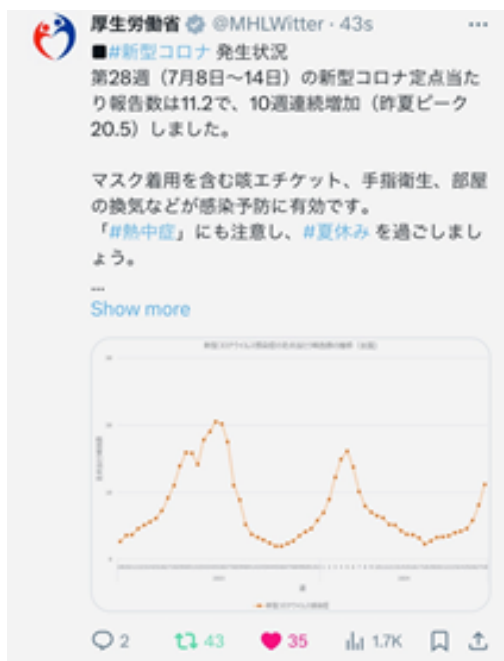 厚生労働省 @MHLWitter · 43s
■#新型コロナ 発生状況
第28週（7月8日～14日）の新型コロナ定点当た
り報告数は11.2で、10週連続増加（昨夏ピーク
20.5）しました。
マスク着用を含む咳エチケット、手指衛生、部屋
の換気などが感染予防に有効です。
「#熱中症」にも注意し、#夏休み を過ごしまし
ょう。
...
Show more
2 43 35 1.7K